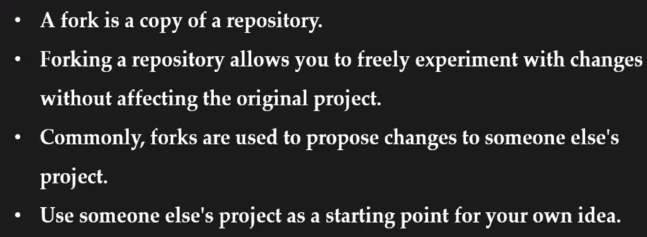 • A fork is a copy of a repository.
• Forking a repository allows you to freely experiment with changes
without affecting the original project.
• Commonly, forks are used to propose changes to someone else's
project.
• Use someone else's project as a starting point for your own idea.